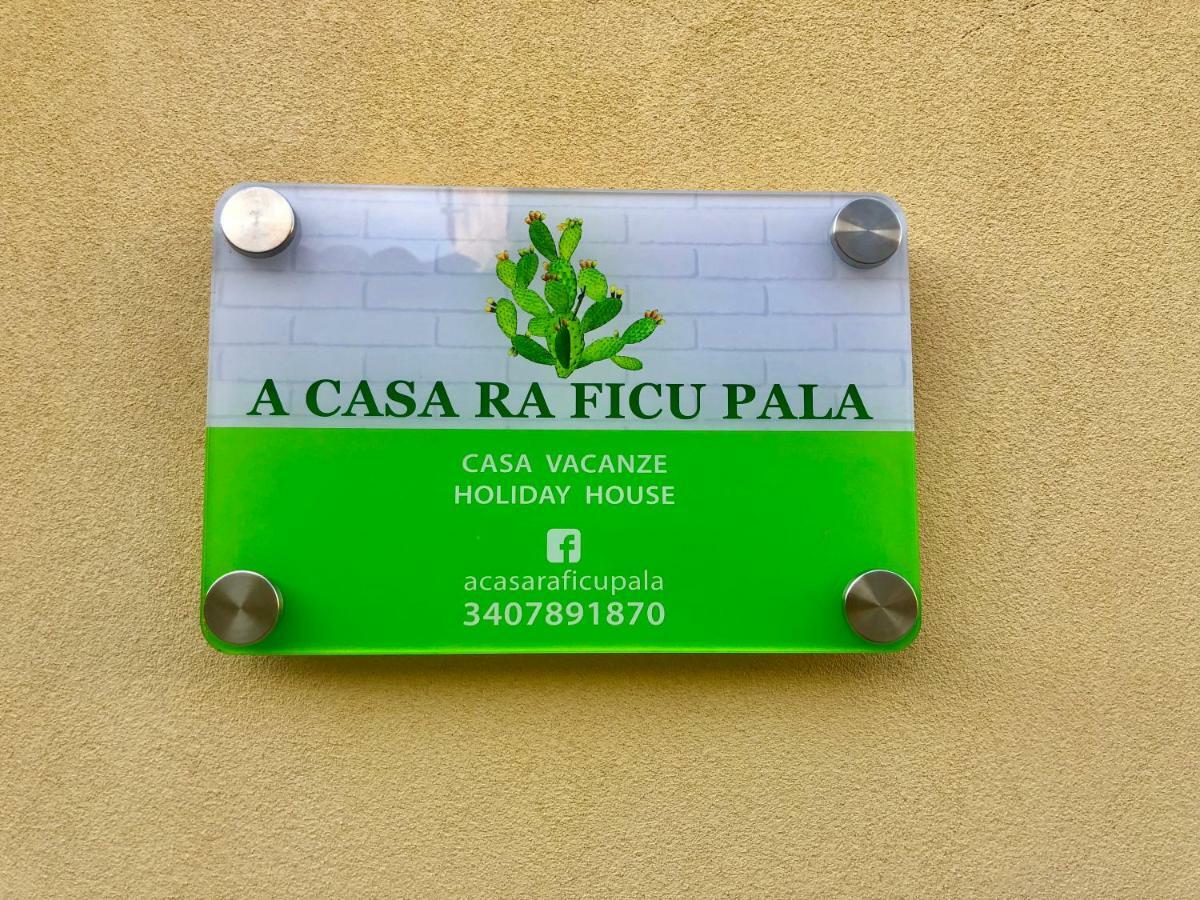 A CASA RA FICU PALA
CASA VACANZE
HOLIDAY HOUSE
f
acasaraficupala
3407891870